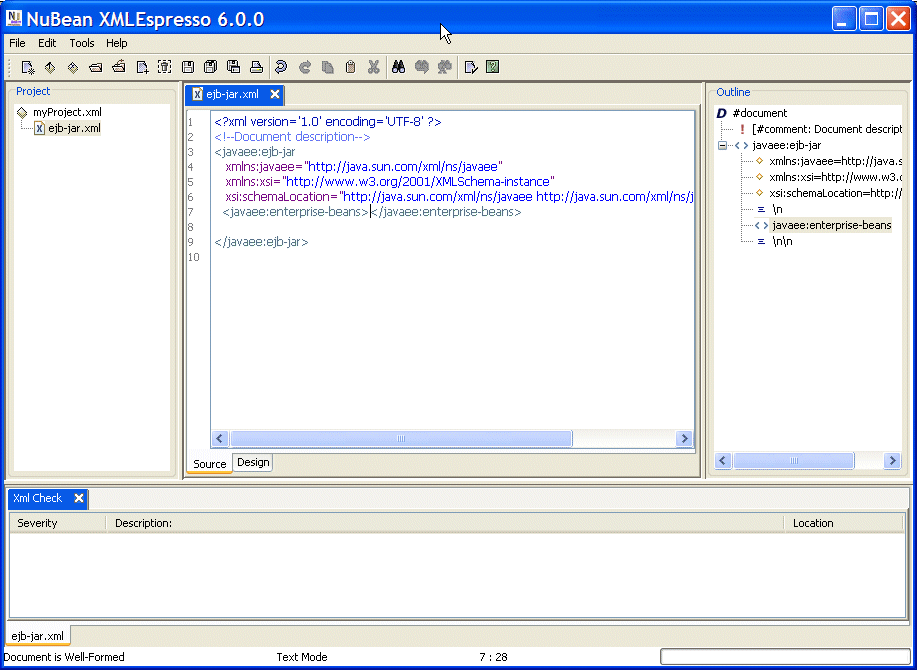 NuBean XMLEspresso 6.0.0
File Edit Tools Help
Project
myProject.xml
ejb-jar.xml
ejb-jar.xml
1 <?xml version='1.0' encoding='UTF-8' ?>
2 <!--Document description-->
3 <javaee:ejb-jar
4 xmlns:javaee="http://java.sun.com/xml/ns/javaee"
5 xmlns:xsi="http://www.w3.org/2001/XMLSchema-instance"
6 xsi:schemaLocation="http://java.sun.com/xml/ns/javaee http://java.sun.com/xml/ns/j
7 <javaee:enterprise-beans></javaee:enterprise-beans>
8
9 </javaee:ejb-jar>
10
Source Design
Outline
#document
! [#comment: Document descript
javaee:ejb-jar
xmlns:javaee=http://java.s
xmlns:xsi=http://www.w3.o
xsi:schemaLocation=http://
\n
javaee:enterprise-beans
\n\n
Xml Check
Severity Description: Location
ejb-jar.xml
Document is Well-Formed Text Mode 7 : 28